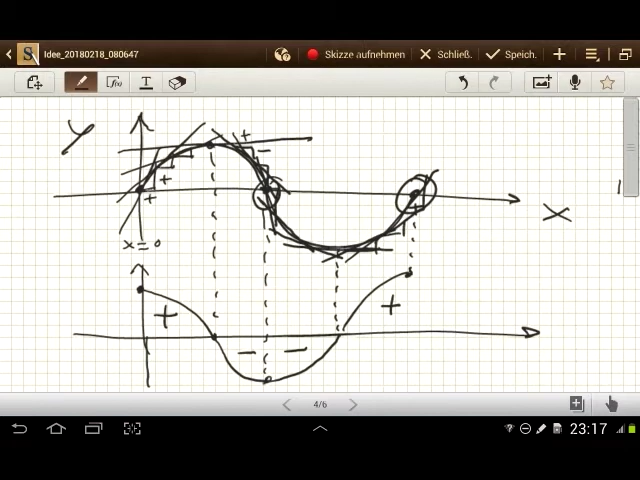 Idee_20180218_080647 Skizze aufnehmen Schließ. Speich.
f(x) T
y
+
−
+
+
+
x
x=0
+
+
− −
4/6
23:17